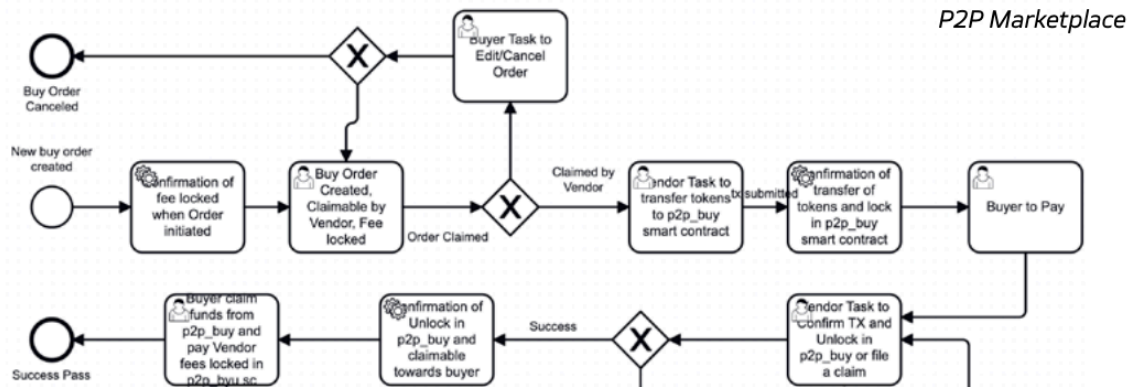 P2P Marketplace
Buyer Task to
Edit/Cancel
Order
X
Buy Order
Canceled
New buy order
created
onfirmation of
fee locked
when Order
initiated
Buy Order
Created,
Claimable by
Vendor, Fee
locked
Order Claimed
X
Claimed by
Vendor
endor Task to
transfer tokens
to p2p_buy
smart contract
tx submitted
onfirmation of
transfer of
tokens and lock
in p2p_buy
smart contract
Buyer to Pay
Success Pass
Buyer claim
funds from
p2p_buy and
pay Vendor
fees locked in
p2p_byu sc
onfirmation of
Unlock in
p2p_buy and
claimable
towards buyer
Success
X
endor Task to
Confirm TX and
Unlock in
p2p_buy or file
a claim